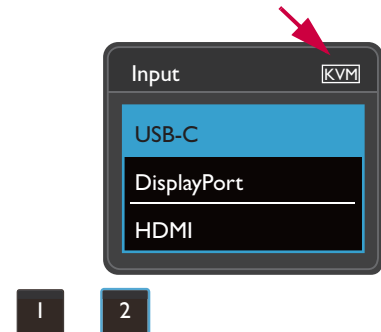 Input KVM
USB-C
DisplayPort
HDMI
1 2